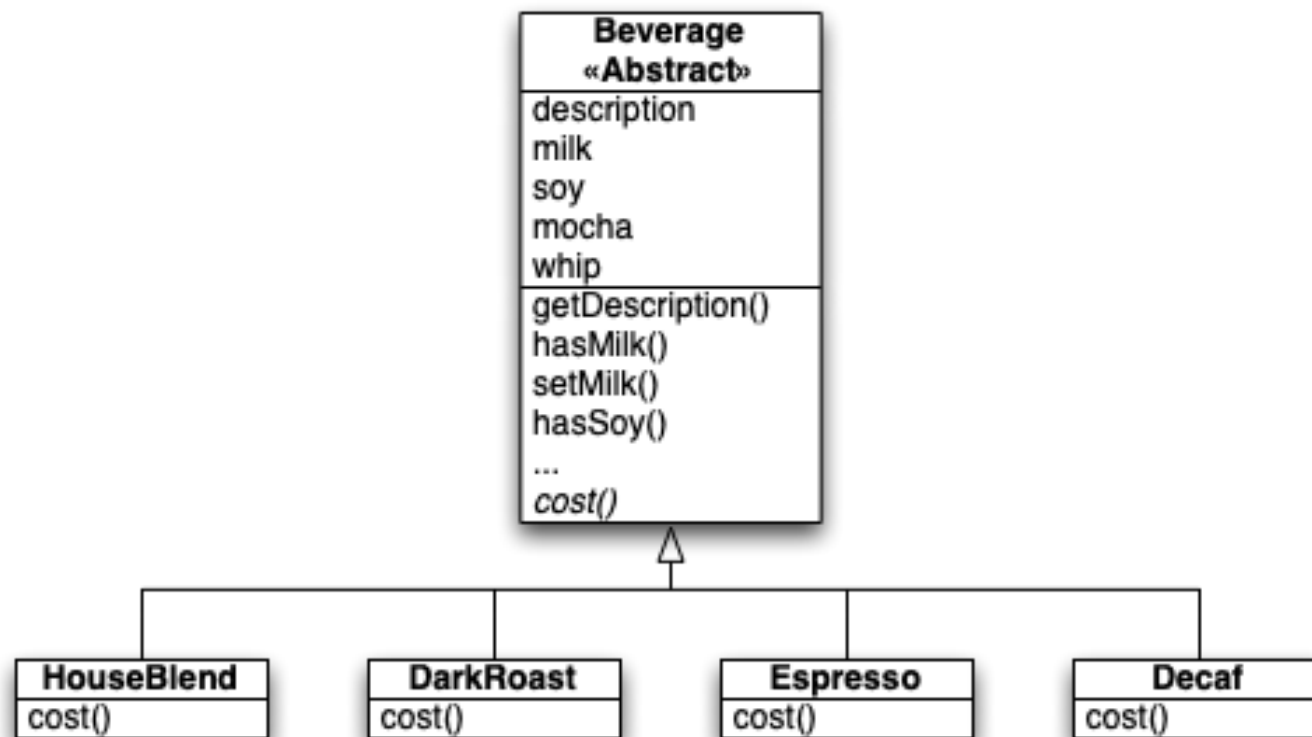 Beverage
«Abstract»
description
milk
soy
mocha
whip
getDescription()
hasMilk()
setMilk()
hasSoy()
...
cost()
HouseBlend
cost()
DarkRoast
cost()
Espresso
cost()
Decaf
cost()